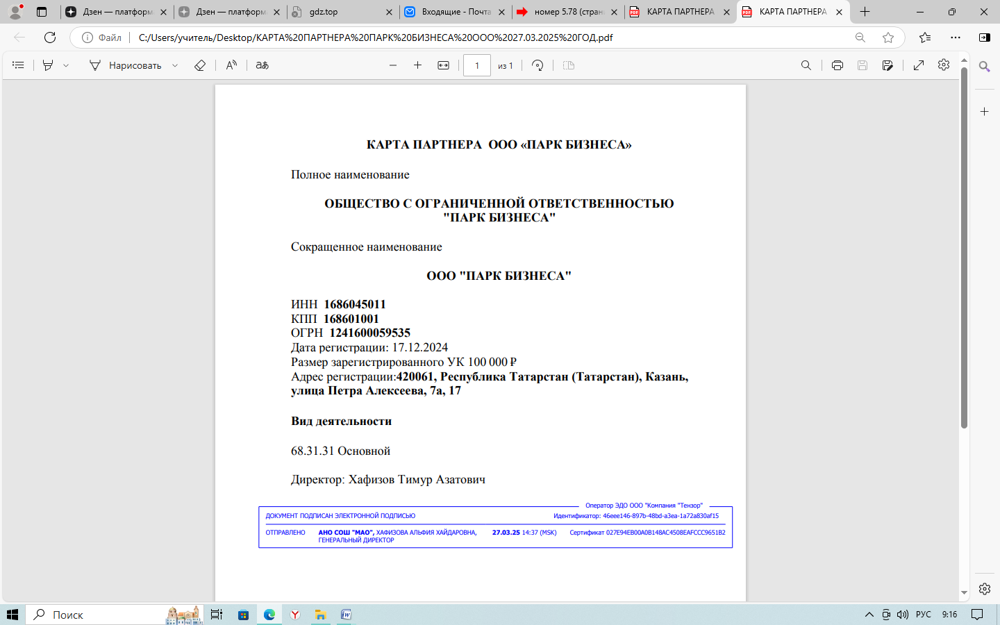 Дзен — платформ
Дзен — платформ
gdz.top
Входящие - Почта
номер 5.78 (стран
КАРТА ПАРТНЕРА
КАРТА ПАРТНЕРА
Файл
C:/Users/учитель/Desktop/КАРТА%20ПАРТНЕРА%20ПАРК%20БИЗНЕСА%20ООО%2027.03.2025%20ГОД.pdf
Нарисовать
1
из 1
КАРТА ПАРТНЕРА ООО «ПАРК БИЗНЕСА»
Полное наименование
ОБЩЕСТВО С ОГРАНИЧЕННОЙ ОТВЕТСТВЕННОСТЬЮ
"ПАРК БИЗНЕСА"
Сокращенное наименование
ООО "ПАРК БИЗНЕСА"
ИНН 1686045011
КПП 168601001
ОГРН 1241600059535
Дата регистрации: 17.12.2024
Размер зарегистрированного УК 100 000 ₽
Адрес регистрации:420061, Республика Татарстан (Татарстан), Казань,
улица Петра Алексеева, 7а, 17
Вид деятельности
68.31.31 Основной
Директор: Хафизов Тимур Азатович
Оператор ЭДО ООО "Компания "Тензор"
ДОКУМЕНТ ПОДПИСАН ЭЛЕКТРОННОЙ ПОДПИСЬЮ
Идентификатор: 46eee146-897b-48bd-a3ea-1a72a830af15
ОТПРАВЛЕНО
АНО СОШ "МАО", ХАФИЗОВА АЛЬФИЯ ХАЙДАРОВНА,
ГЕНЕРАЛЬНЫЙ ДИРЕКТОР
27.03.25 14:37 (MSK)
Сертификат 027E94EB00A0B148AC4508EAFCCC9651B2
Поиск
РУС
9:16